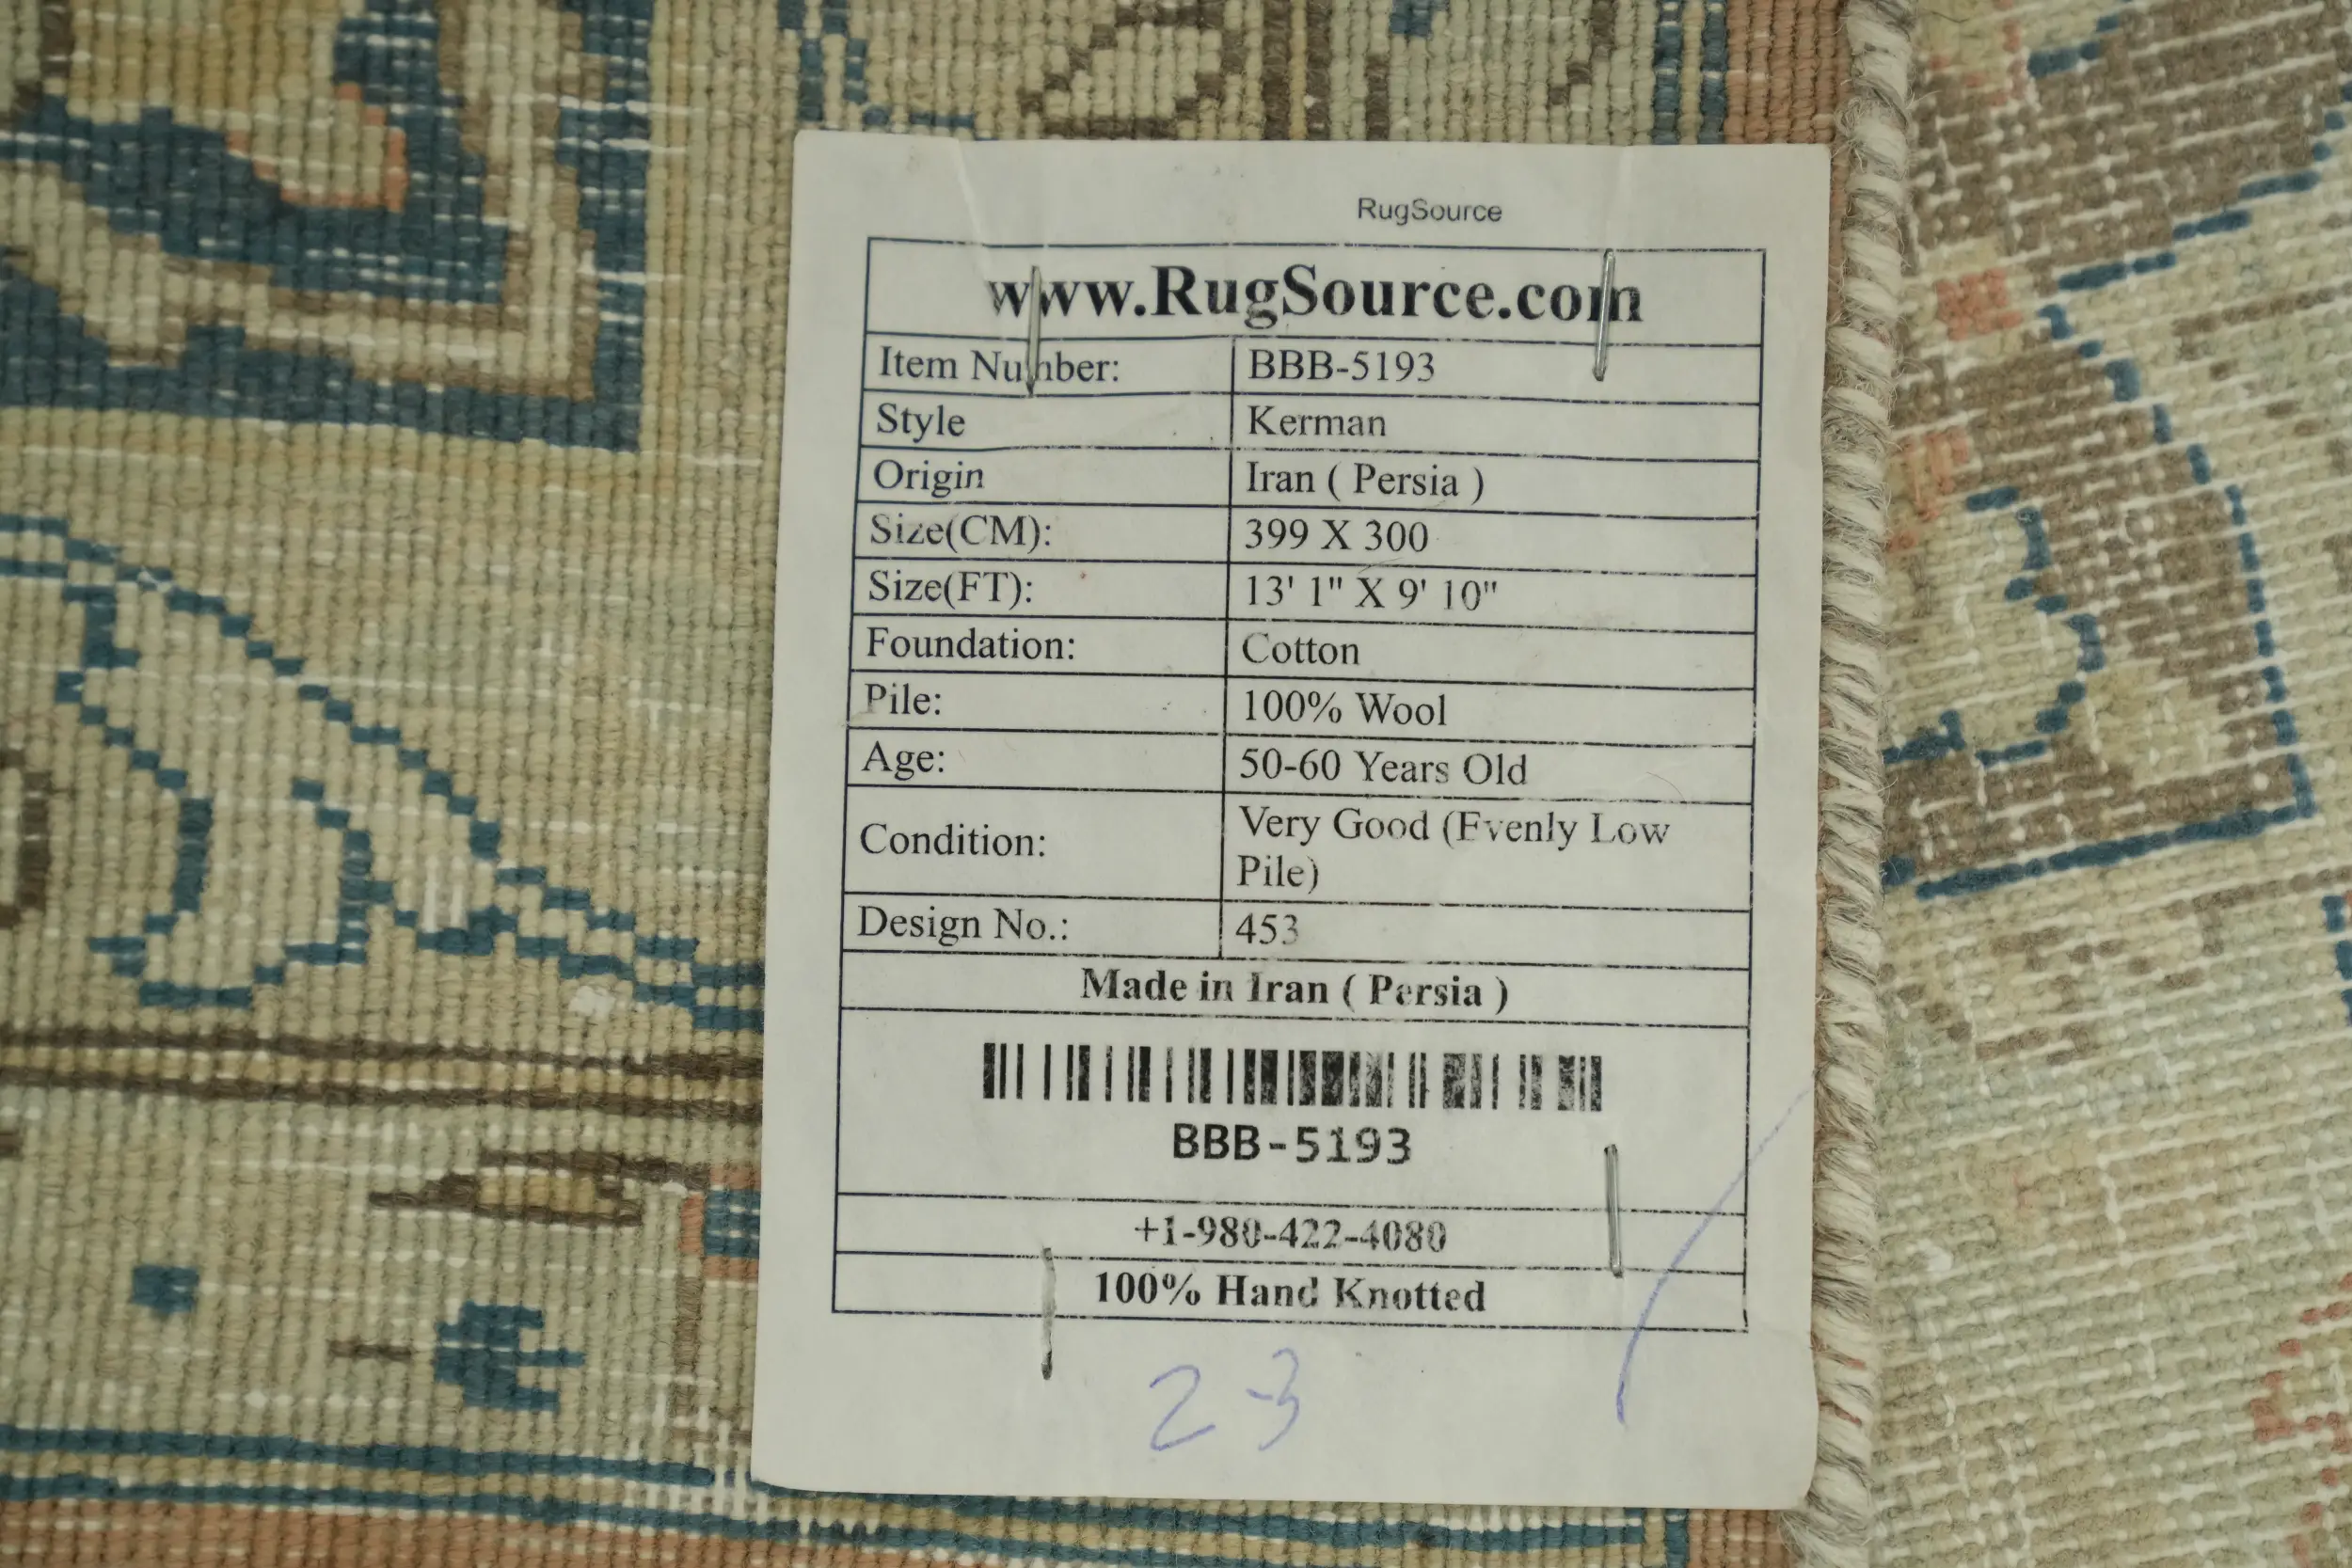 RugSource
www.RugSource.com
Item Number: BBB-5193
Style Kerman
Origin Iran ( Persia )
Size(CM): 399 X 300
Size(FT): 13' 1" X 9' 10"
Foundation: Cotton
Pile: 100% Wool
Age: 50-60 Years Old
Condition: Very Good (Evenly Low
Pile)
Design No.: 453
Made in Iran ( Persia )
BBB-5193
+1-980-422-4080
100% Hand Knotted
2-3